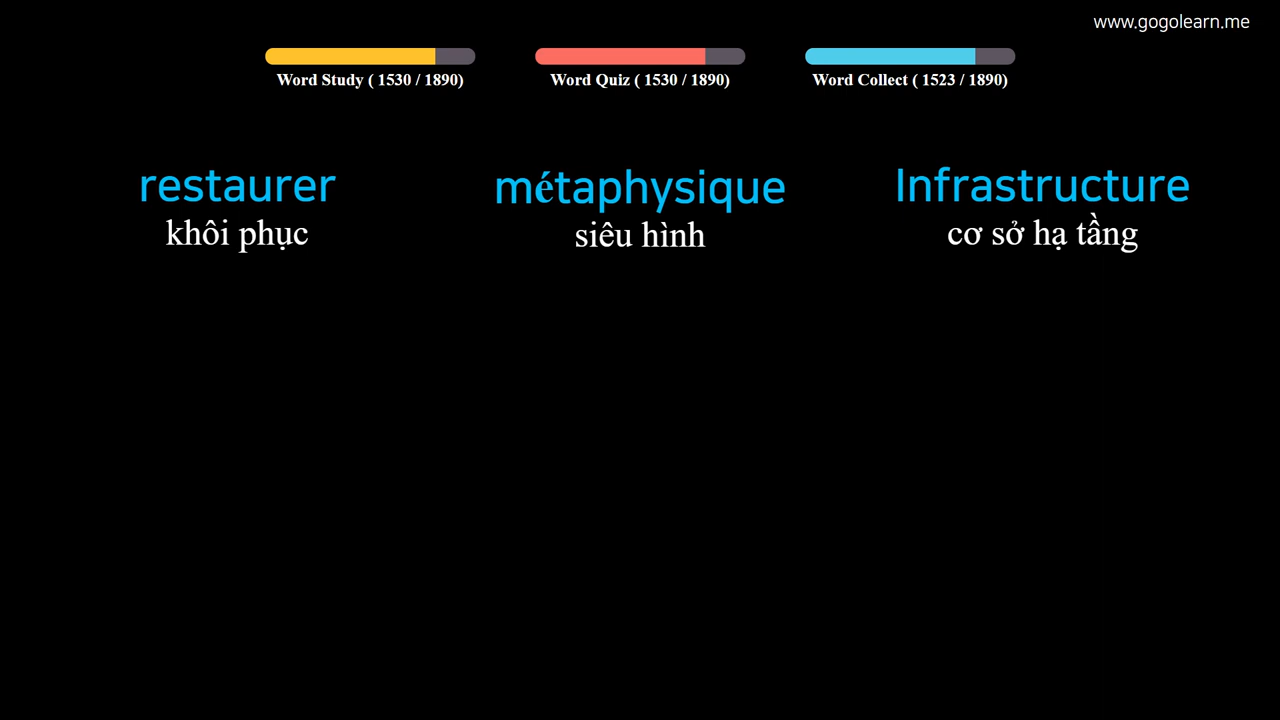 www.gogolearn.me
Word Study ( 1530 / 1890)
Word Quiz ( 1530 / 1890)
Word Collect ( 1523 / 1890)
restaurer
khôi phục
métaphysique
siêu hình
Infrastructure
cơ sở hạ tầng